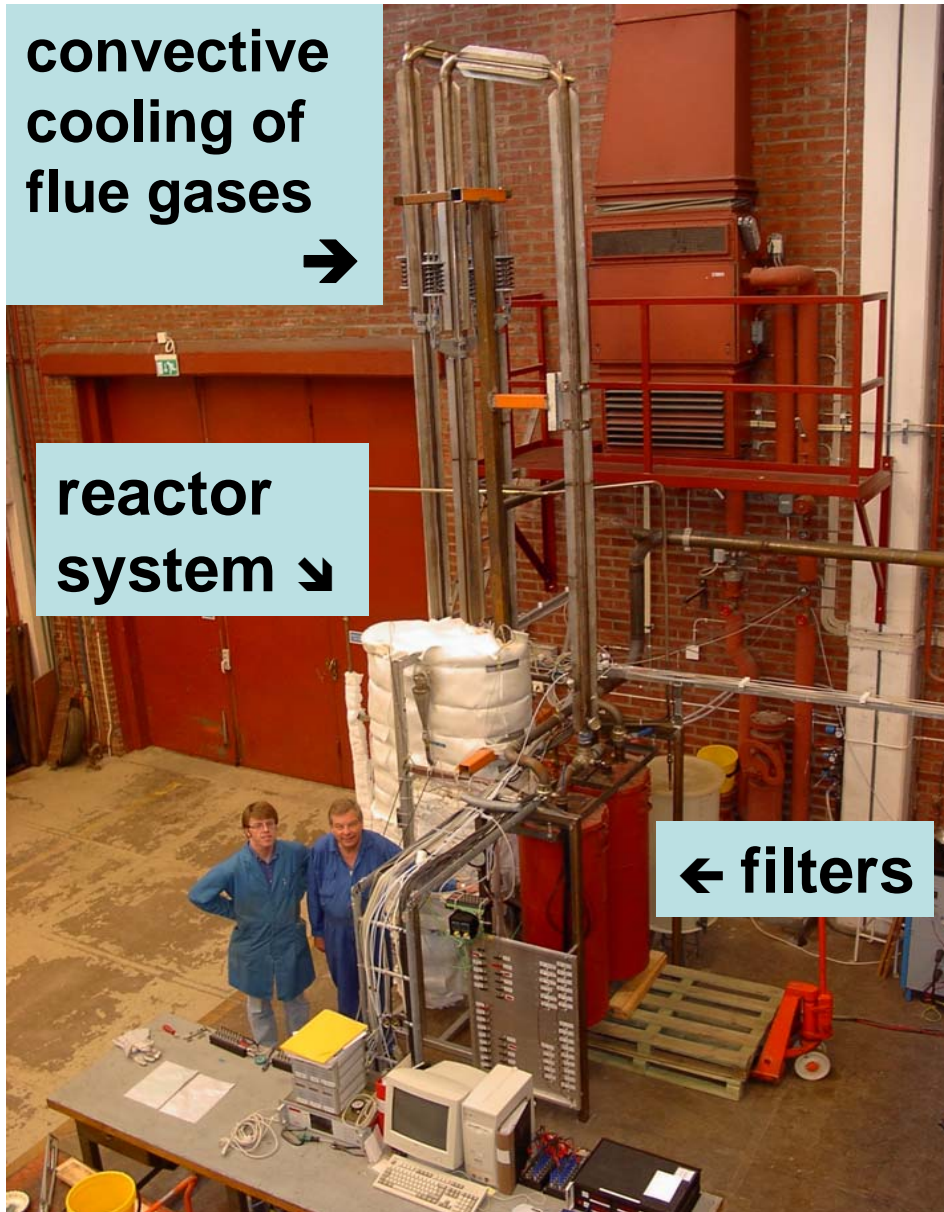 convective
cooling of
flue gases
➔
reactor
system ➘
← filters